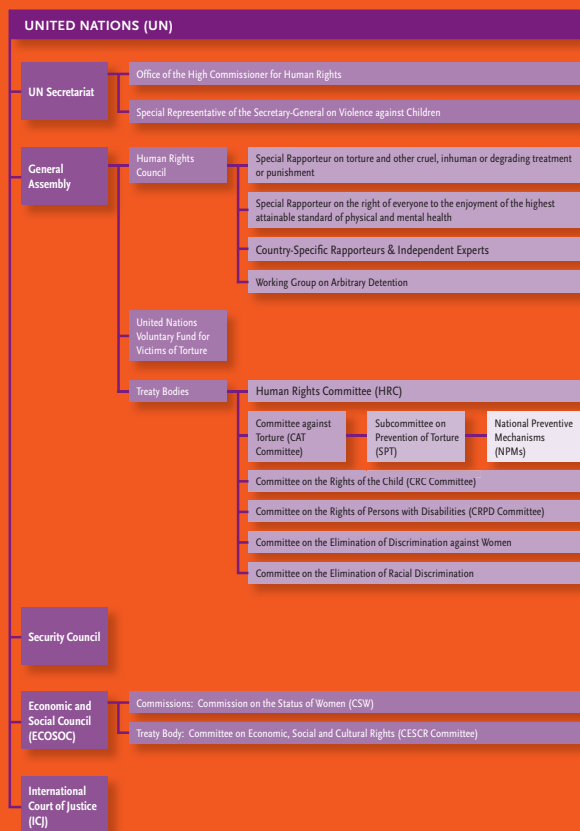 UNITED NATIONS (UN)
UN Secretariat
Office of the High Commissioner for Human Rights
Special Representative of the Secretary-General on Violence against Children
General
Assembly
Human Rights
Council
Special Rapporteur on torture and other cruel, inhuman or degrading treatment
or punishment
Special Rapporteur on the right of everyone to the enjoyment of the highest
attainable standard of physical and mental health
Country-Specific Rapporteurs & Independent Experts
Working Group on Arbitrary Detention
United Nations
Voluntary Fund for
Victims of Torture
Treaty Bodies
Human Rights Committee (HRC)
Committee against
Torture (CAT
Committee)
Subcommittee on
Prevention of Torture
(SPT)
National Preventive
Mechanisms
(NPMs)
Committee on the Rights of the Child (CRC Committee)
Committee on the Rights of Persons with Disabilities (CRPD Committee)
Committee on the Elimination of Discrimination against Women
Committee on the Elimination of Racial Discrimination
Security Council
Economic and
Social Council
(ECOSOC)
Commissions: Commission on the Status of Women (CSW)
Treaty Body: Committee on Economic, Social and Cultural Rights (CESCR Committee)
International
Court of Justice
(ICJ)